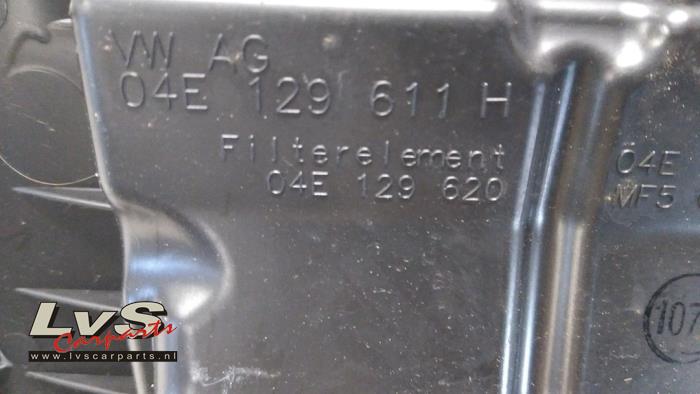 VW AG
04E 129 611 H
Filterelement
04E 129 620
04E
MF5
107
LvS
Carparts
www.lvscarparts.nl